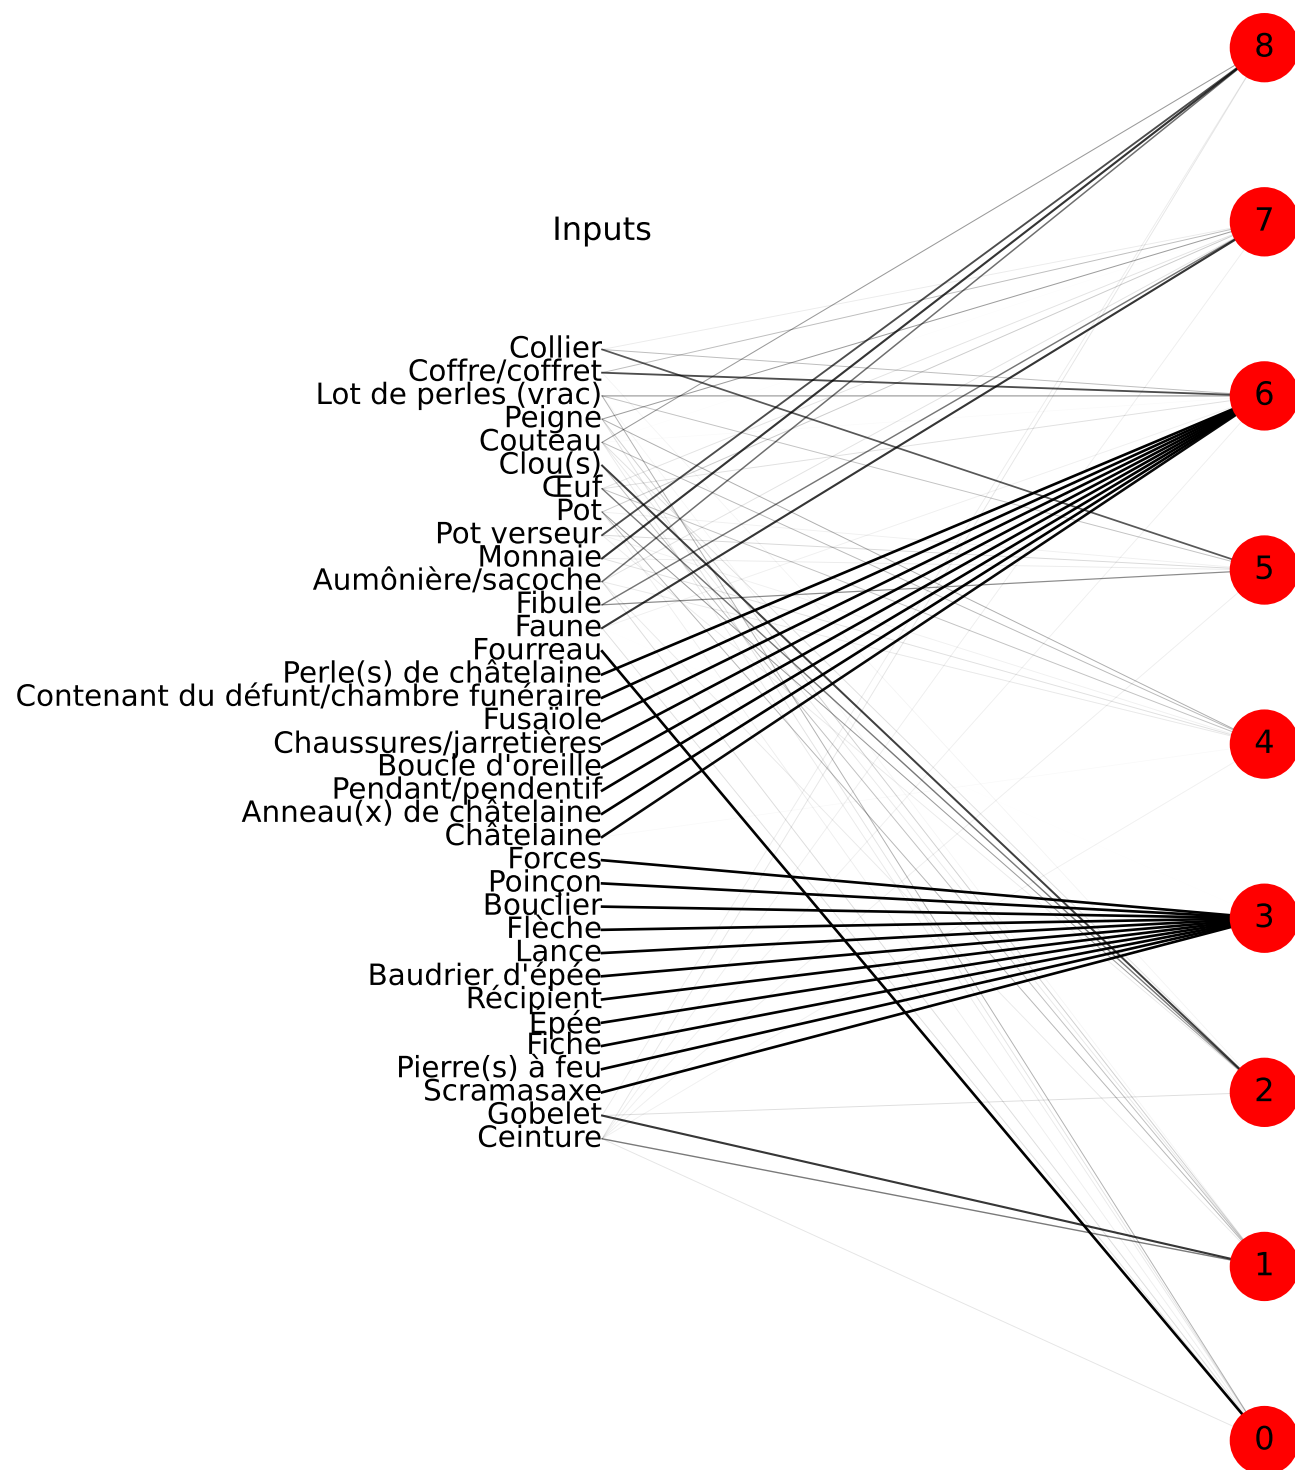 8
7
Inputs
Collier
Coffre/coffret
Lot de perles (vrac)
6
Peigne
Couteau
Clou(s)
Œuf
Pot
Pot verseur
Monnaie
5
Aumônière/sacoche
Fibule
Faune
Fourreau
Perle(s) de châtelaine
Contenant du défunt/chambre funéraire
Fusaïole
Chaussures/jarretières
4
Boucle d'oreille
Pendant/pendentif
Anneau(x) de châtelaine
Châtelaine
Forces
Poinçon
Bouclier
3
Flèche
Lance
Baudrier d'épée
Récipient
Épée
Fiche
Pierre(s) à feu
Scramasaxe
2
Gobelet
Ceinture
1
0